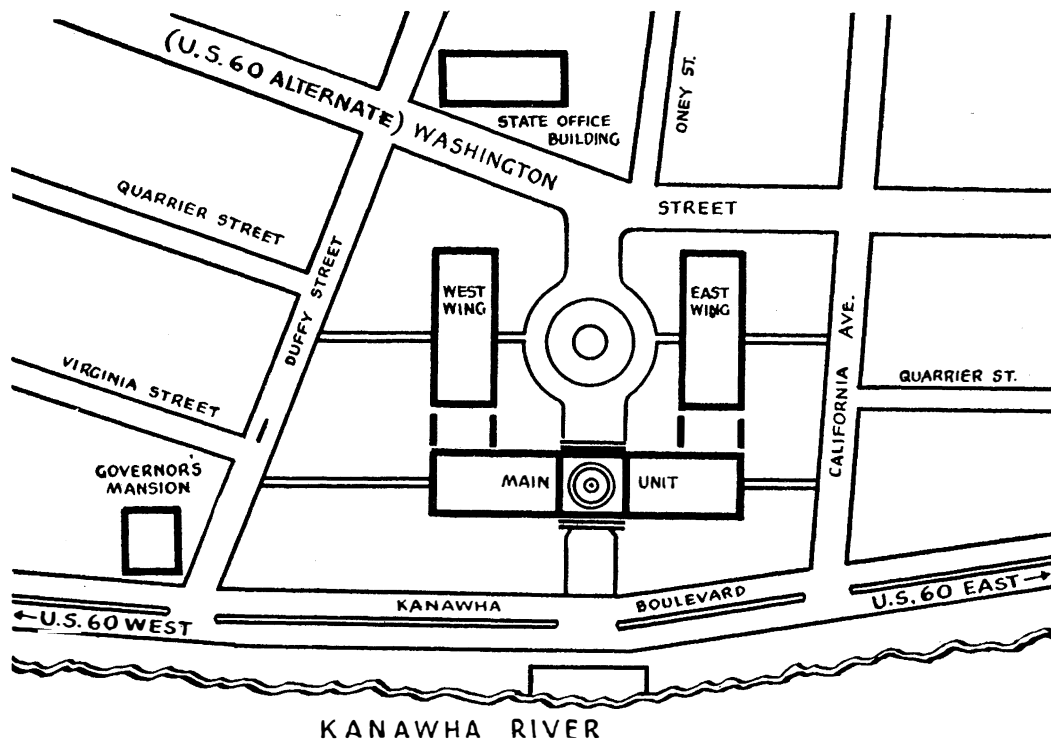 (U.S. 60 ALTERNATE) WASHINGTON
STREET
STATE OFFICE
BUILDING
ONEY ST.
QUARRIER STREET
DUFFY STREET
WEST
WING
EAST
WING
CALIFORNIA AVE.
VIRGINIA STREET
QUARRIER ST.
GOVERNOR'S
MANSION
MAIN UNIT
KANAWHA BOULEVARD
U.S. 60 WEST
U.S. 60 EAST
KANAWHA RIVER